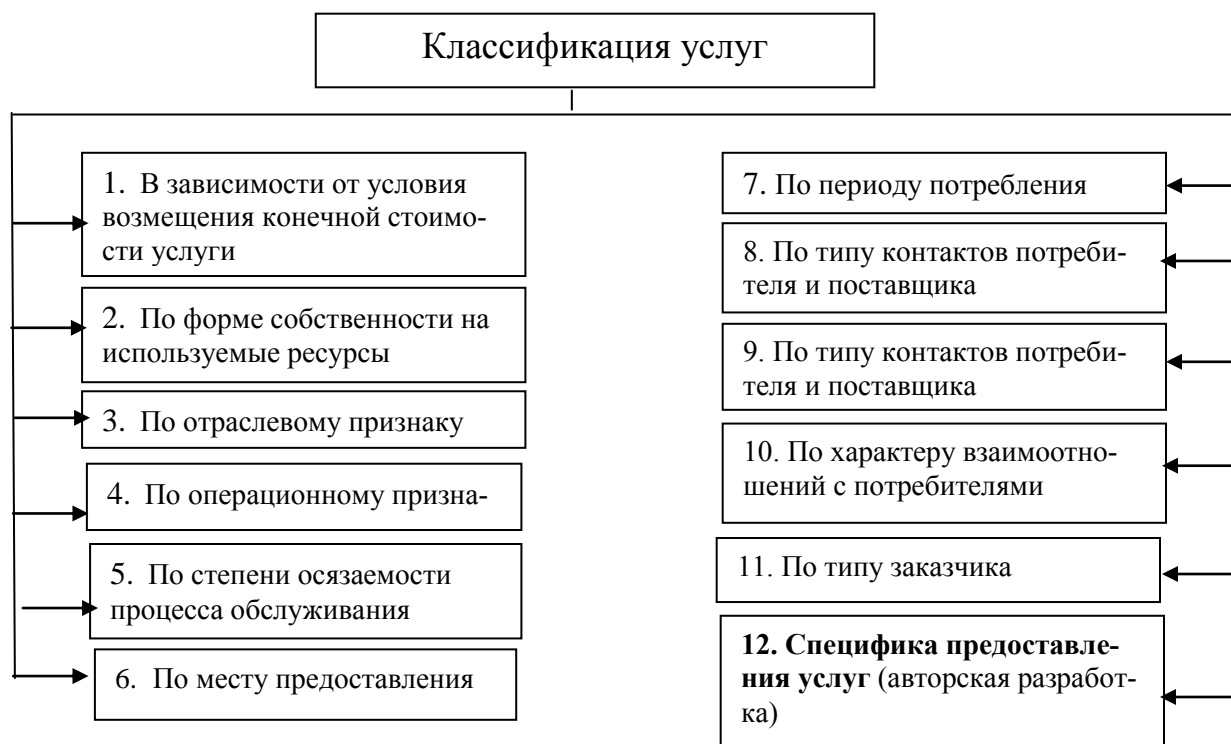 Классификация услуг
1. В зависимости от условия
возмещения конечной стоимо-
сти услуги
2. По форме собственности на
используемые ресурсы
3. По отраслевому признаку
4. По операционному призна-
5. По степени осязаемости
процесса обслуживания
6. По месту предоставления
7. По периоду потребления
8. По типу контактов потреби-
теля и поставщика
9. По типу контактов потреби-
теля и поставщика
10. По характеру взаимоотно-
шений с потребителями
11. По типу заказчика
12. Специфика предоставле-
ния услуг (авторская разработ-
ка)